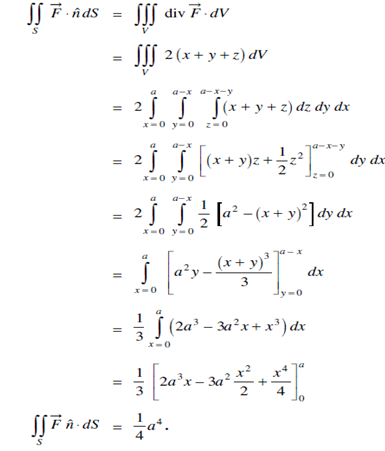 ∬_S F⃗ · n̂ dS = ∭_V div F⃗ · dV
= ∭_V 2 (x + y + z) dV
= 2 ∫_{x=0}^{a} ∫_{y=0}^{a−x} ∫_{z=0}^{a−x−y} (x + y + z) dz dy dx
= 2 ∫_{x=0}^{a} ∫_{y=0}^{a−x} [(x + y)z + 1/2 z²]_{z=0}^{a−x−y} dy dx
= 2 ∫_{x=0}^{a} ∫_{y=0}^{a−x} 1/2 [a² − (x + y)²] dy dx
= ∫_{x=0}^{a} [a²y − (x + y)³/3]_{y=0}^{a−x} dx
= 1/3 ∫_{x=0}^{a} (2a³ − 3a²x + x³) dx
= 1/3 [2a³x − 3a² x²/2 + x⁴/4]_0^a
∬_S F⃗ n̂ · dS = 1/4 a⁴.